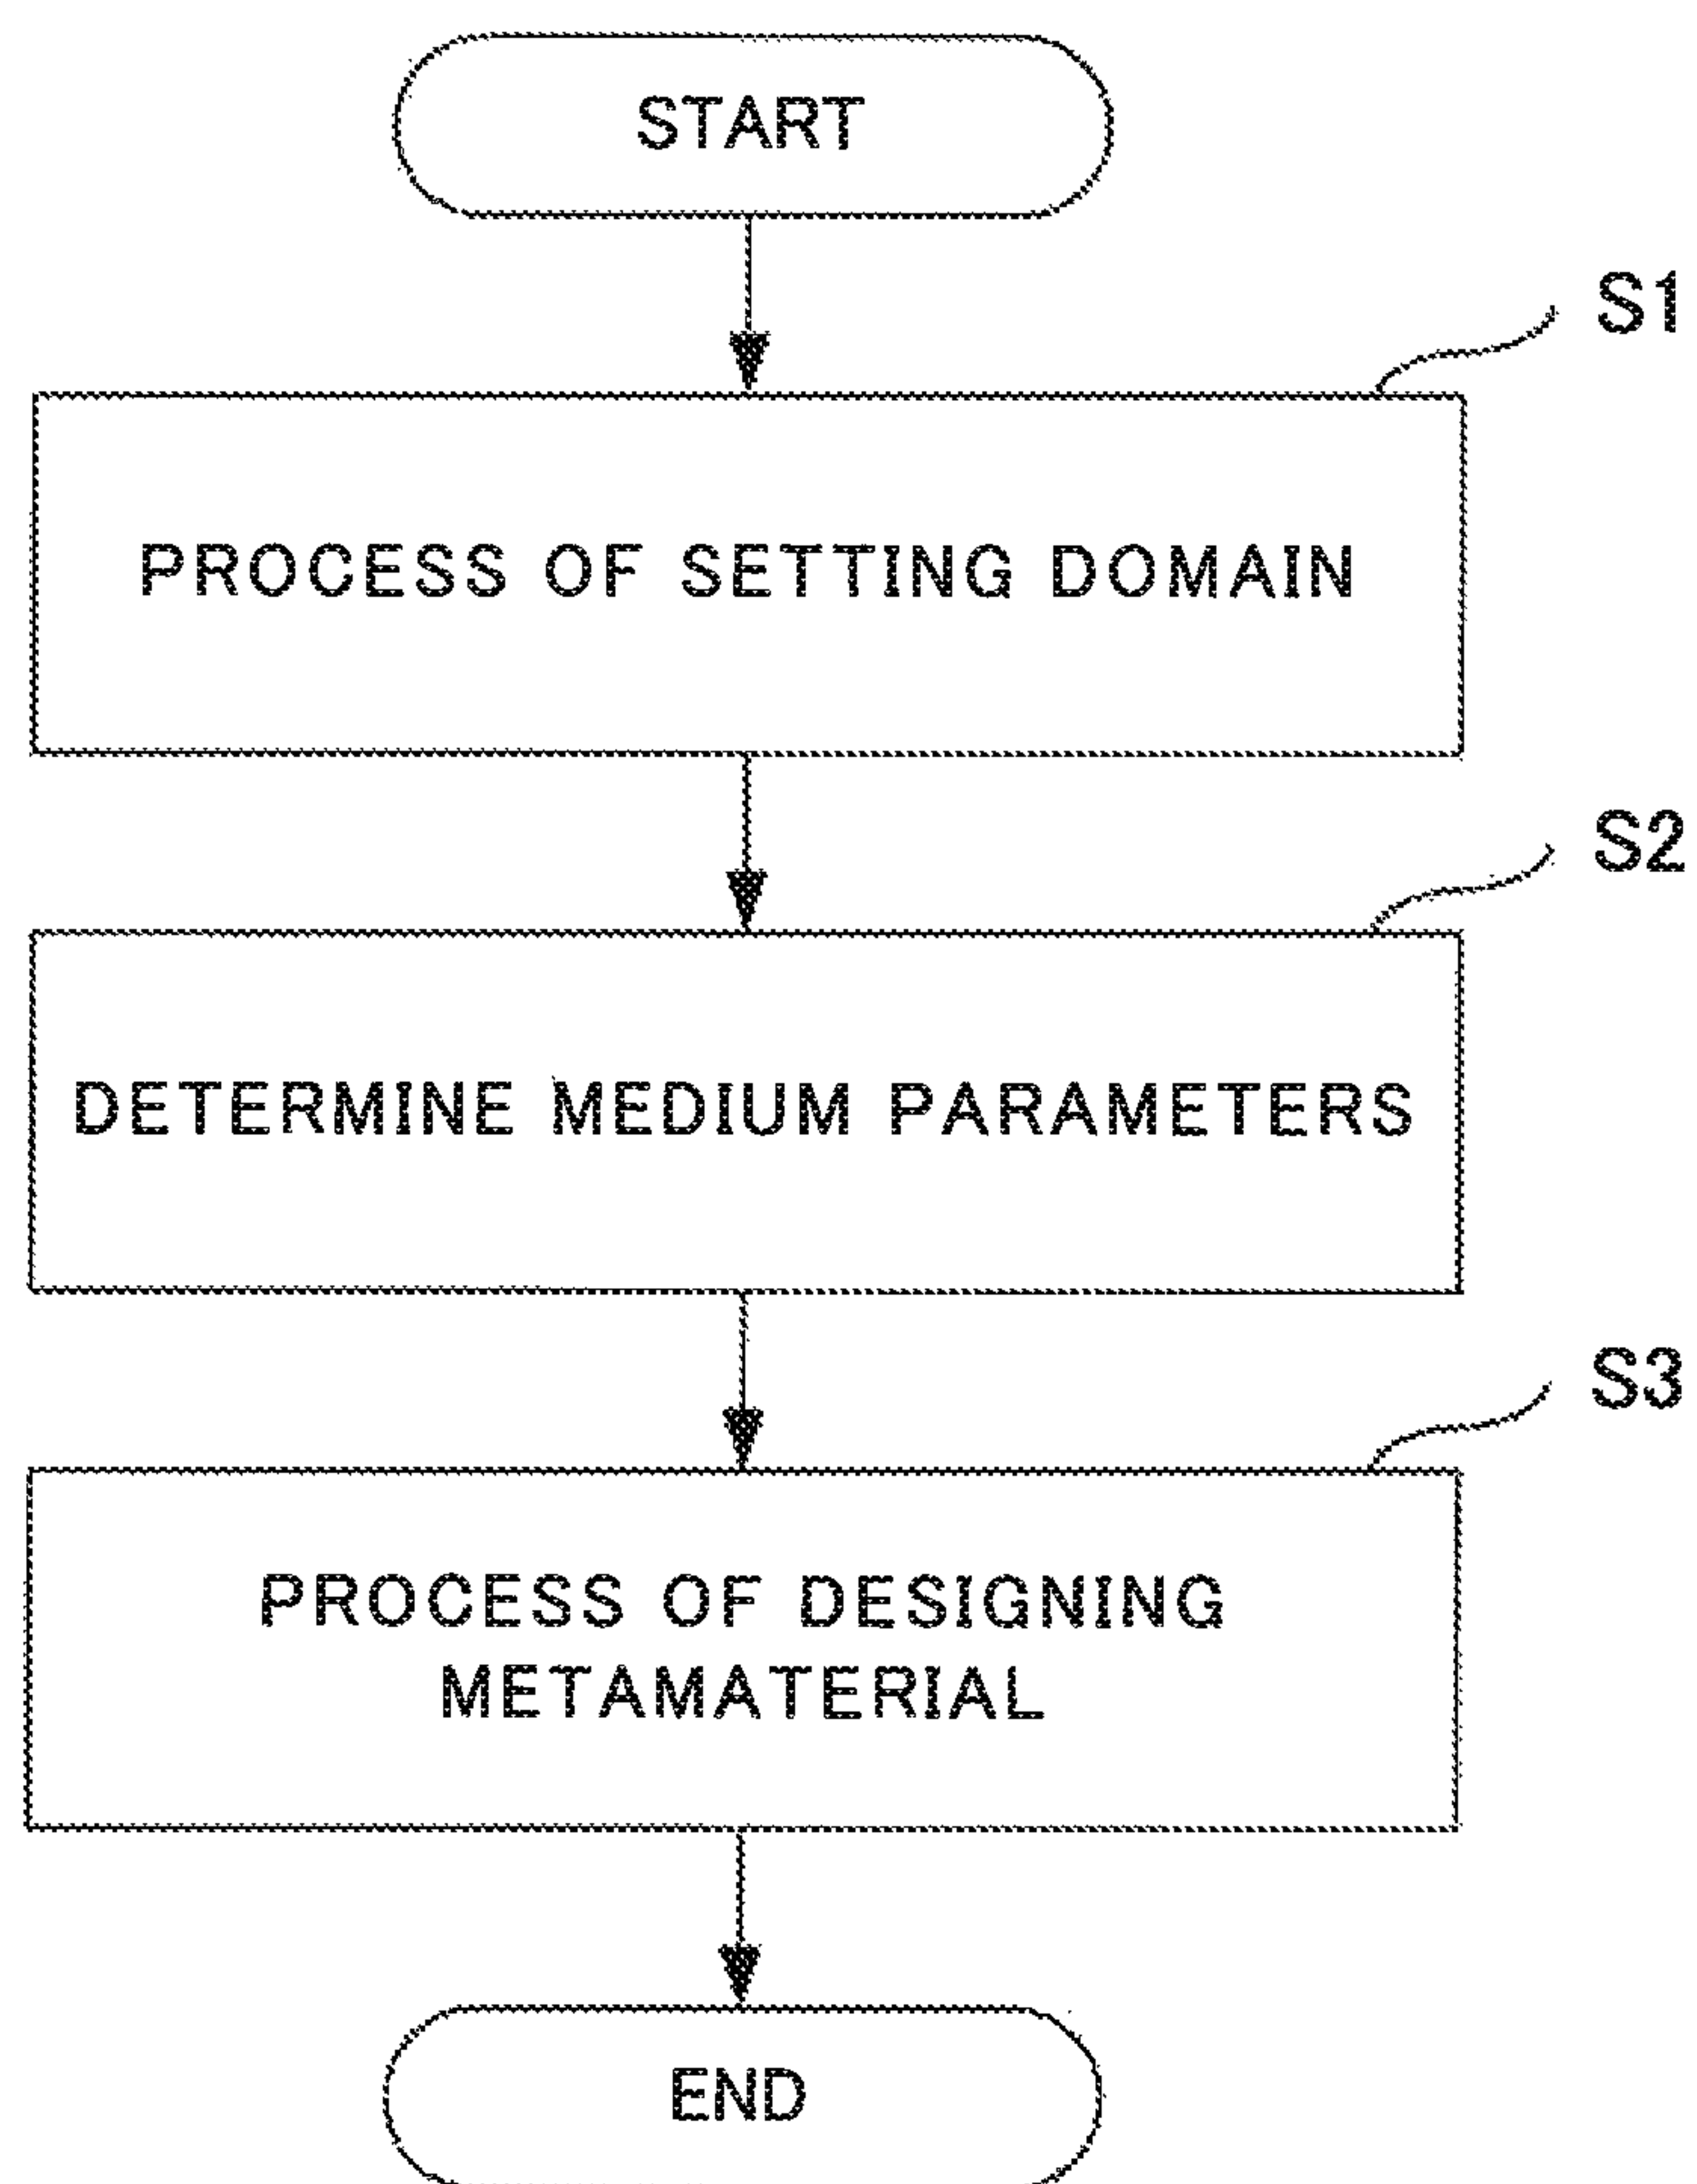 START
S1
PROCESS OF SETTING DOMAIN
S2
DETERMINE MEDIUM PARAMETERS
S3
PROCESS OF DESIGNING
METAMATERIAL
END